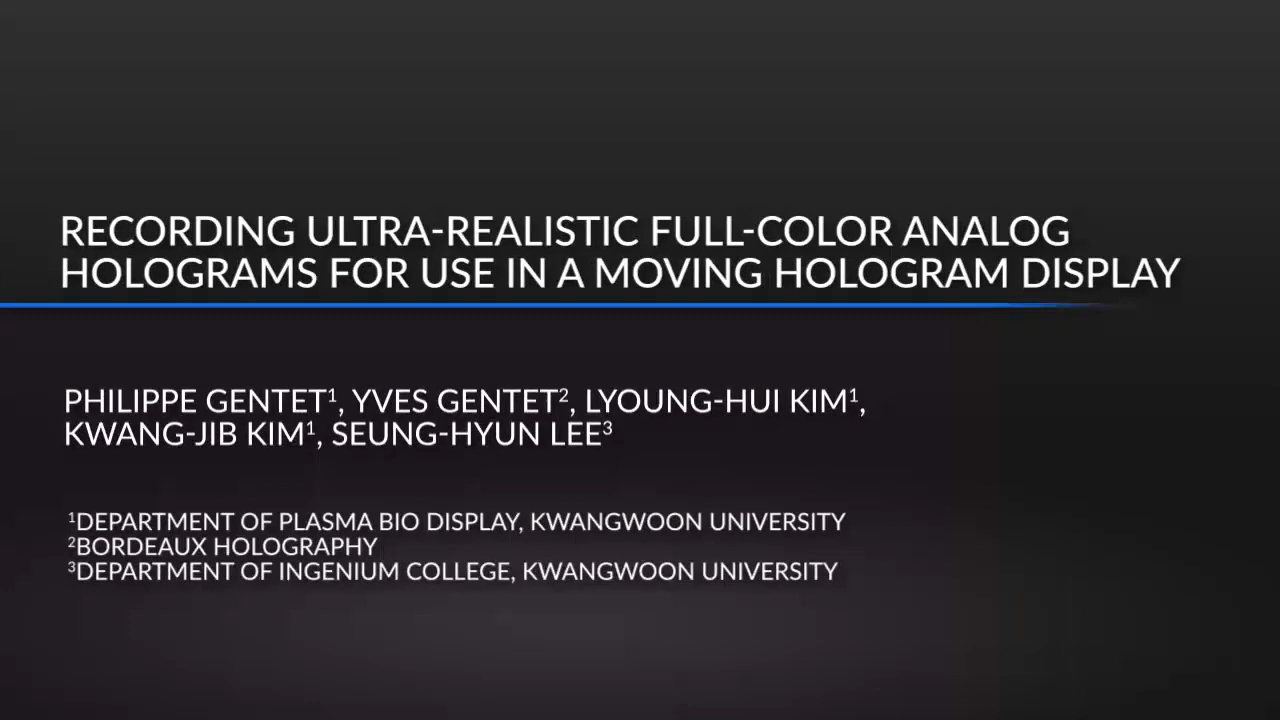 RECORDING ULTRA-REALISTIC FULL-COLOR ANALOG
HOLOGRAMS FOR USE IN A MOVING HOLOGRAM DISPLAY
PHILIPPE GENTET¹, YVES GENTET², LYOUNG-HUI KIM¹,
KWANG-JIB KIM¹, SEUNG-HYUN LEE³
¹DEPARTMENT OF PLASMA BIO DISPLAY, KWANGWOON UNIVERSITY
²BORDEAUX HOLOGRAPHY
³DEPARTMENT OF INGENIUM COLLEGE, KWANGWOON UNIVERSITY